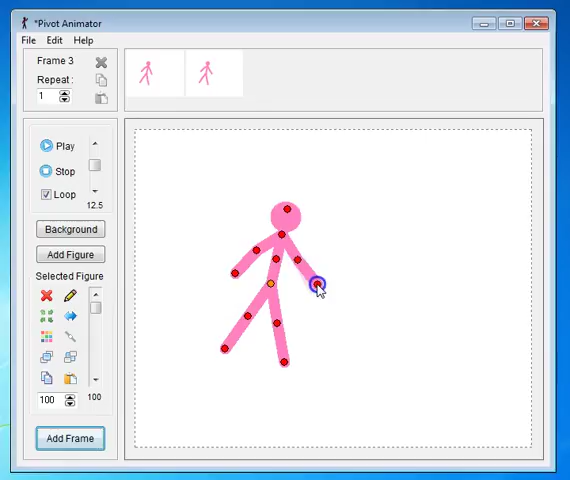 *Pivot Animator
File Edit Help
Frame 3
Repeat :
1
Play
Stop
Loop
12.5
Background
Add Figure
Selected Figure
100
100
Add Frame